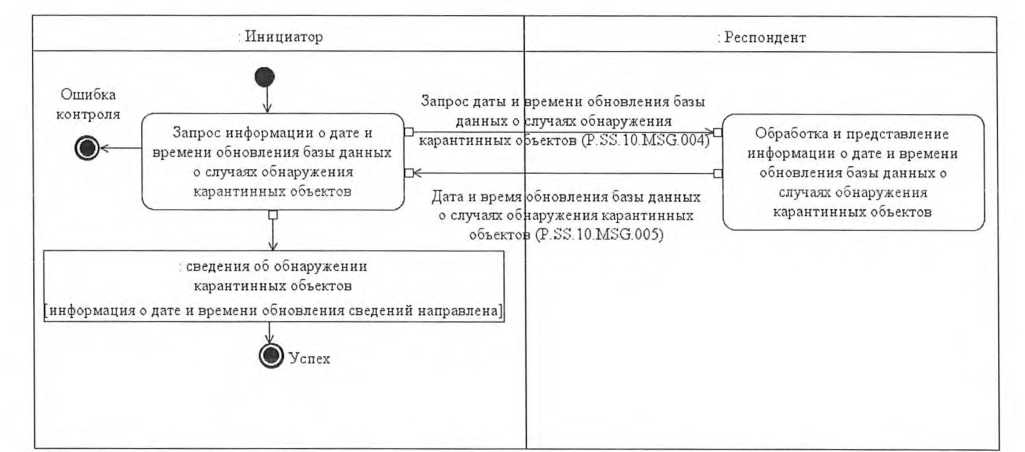 : Инициатор
: Респондент
Ошибка
контроля
Запрос информации о дате и
времени обновления базы данных
о случаях обнаружения
карантинных объектов
Запрос даты и времени обновления базы
данных о случаях обнаружения
карантинных объектов (P.SS.10.MSG.004)
Обработка и представление
информации о дате и времени
обновления базы данных о
случаях обнаружения
карантинных объектов
Дата и время обновления базы данных
о случаях обнаружения карантинных
объектов (P.SS.10.MSG.005)
: сведения об обнаружении
карантинных объектов
[информация о дате и времени обновления сведений направлена]
Успех